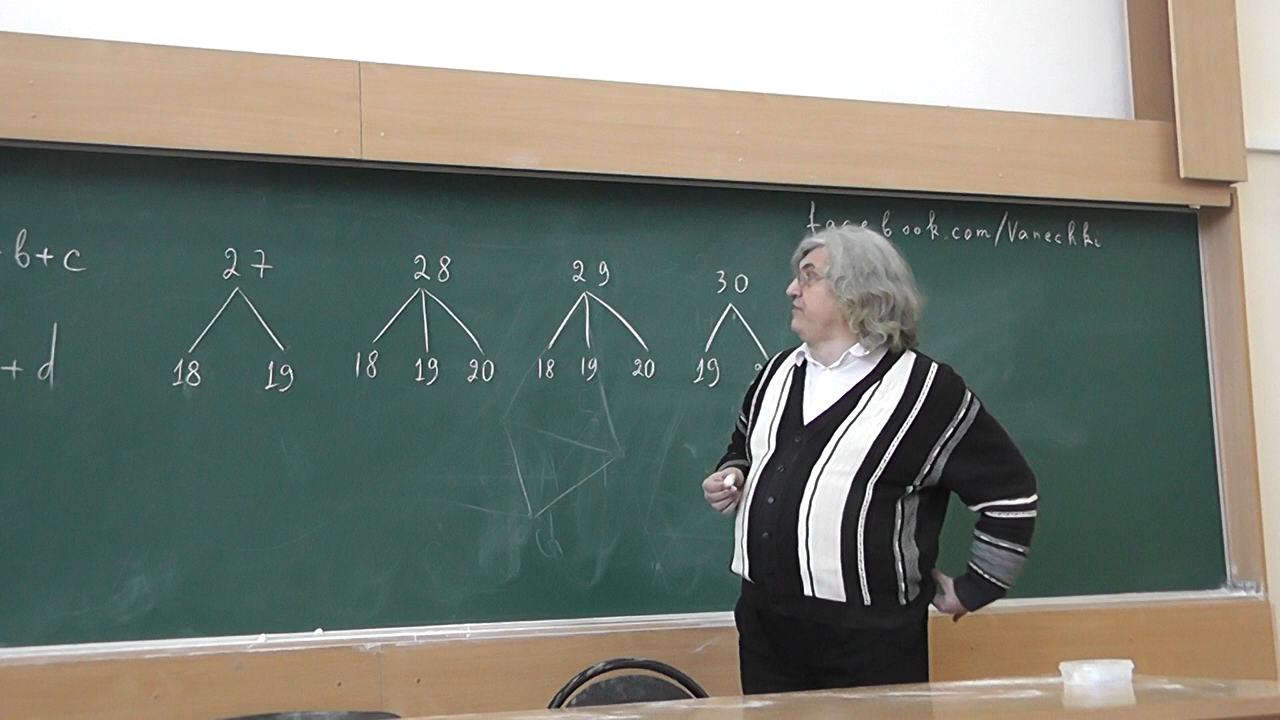 facebook.com/Vanechki
b+c
27 28 29 30
+ d
18 19 18 19 20 18 19 20 19